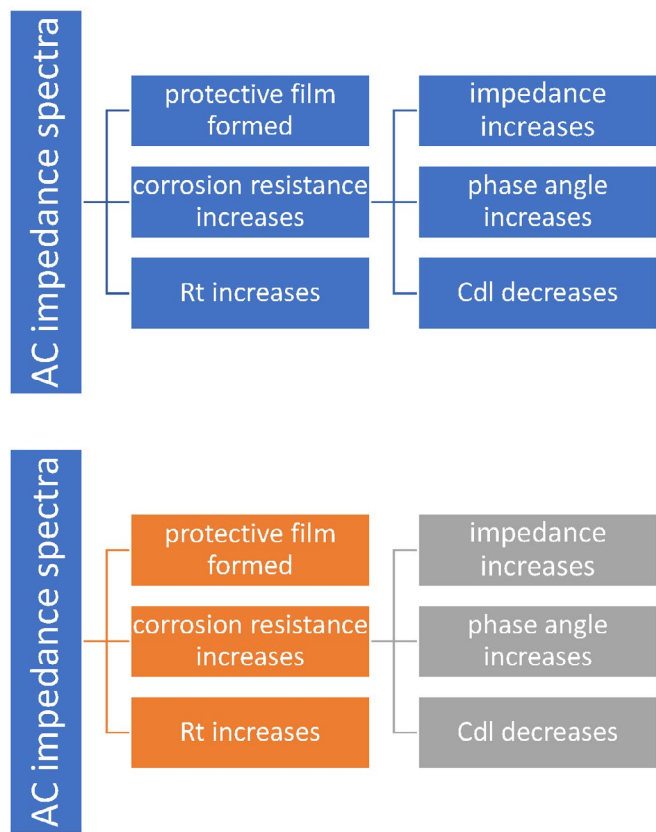 AC impedance spectra
protective film
formed
corrosion resistance
increases
Rt increases
impedance
increases
phase angle
increases
Cdl decreases
AC impedance spectra
protective film
formed
corrosion resistance
increases
Rt increases
impedance
increases
phase angle
increases
Cdl decreases